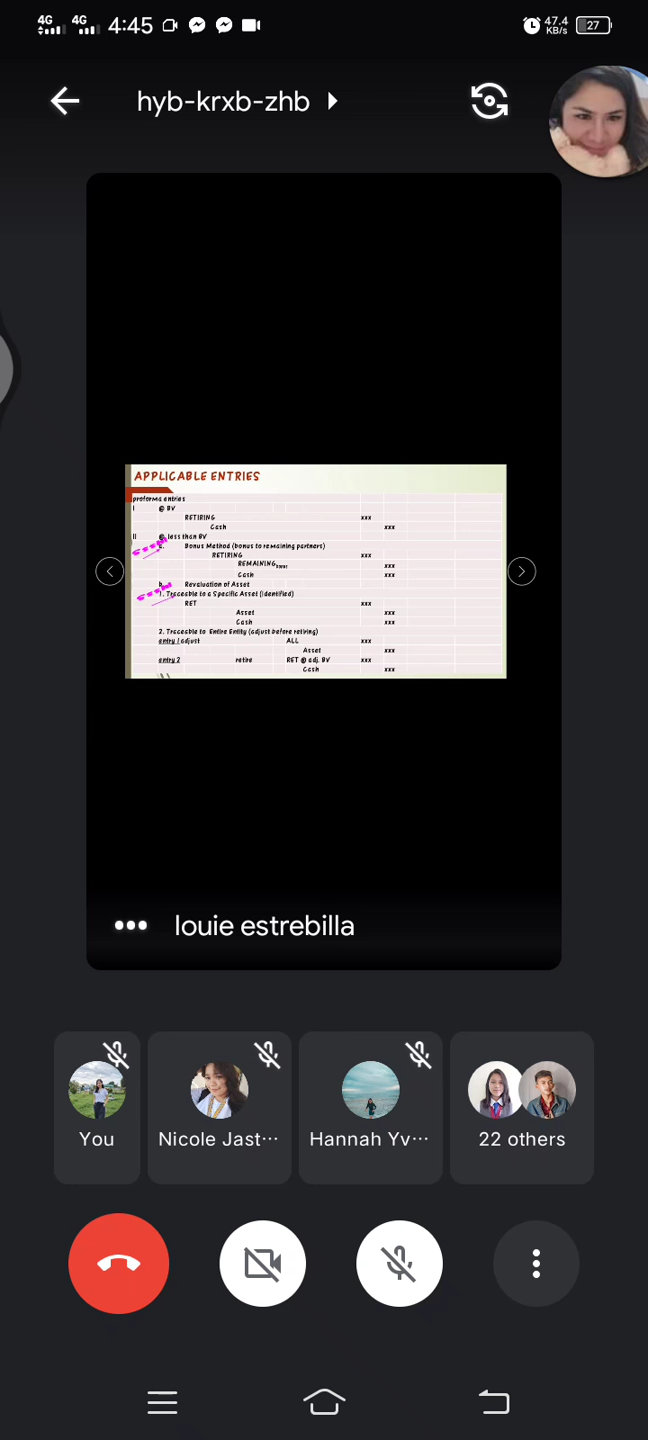 4G 4G 4:45 47.4 KB/s 27
hyb-krxb-zhb
APPLICABLE ENTRIES
proforma entries
I @ BV
RETIRING xxx
Cash xxx
II @ less than BV
a. Bonus Method (bonus to remaining partners)
RETIRING xxx
REMAINING bonus xxx
Cash xxx
b. Revaluation of Asset
1. Traceable to a Specific Asset (identified)
RET xxx
Asset xxx
Cash xxx
2. Traceable to Entire Entity (adjust before retiring)
entry 1 adjust ALL xxx
Asset xxx
entry 2 retire RET @ adj. BV xxx
Cash xxx
louie estrebilla
You Nicole Jast… Hannah Yv… 22 others